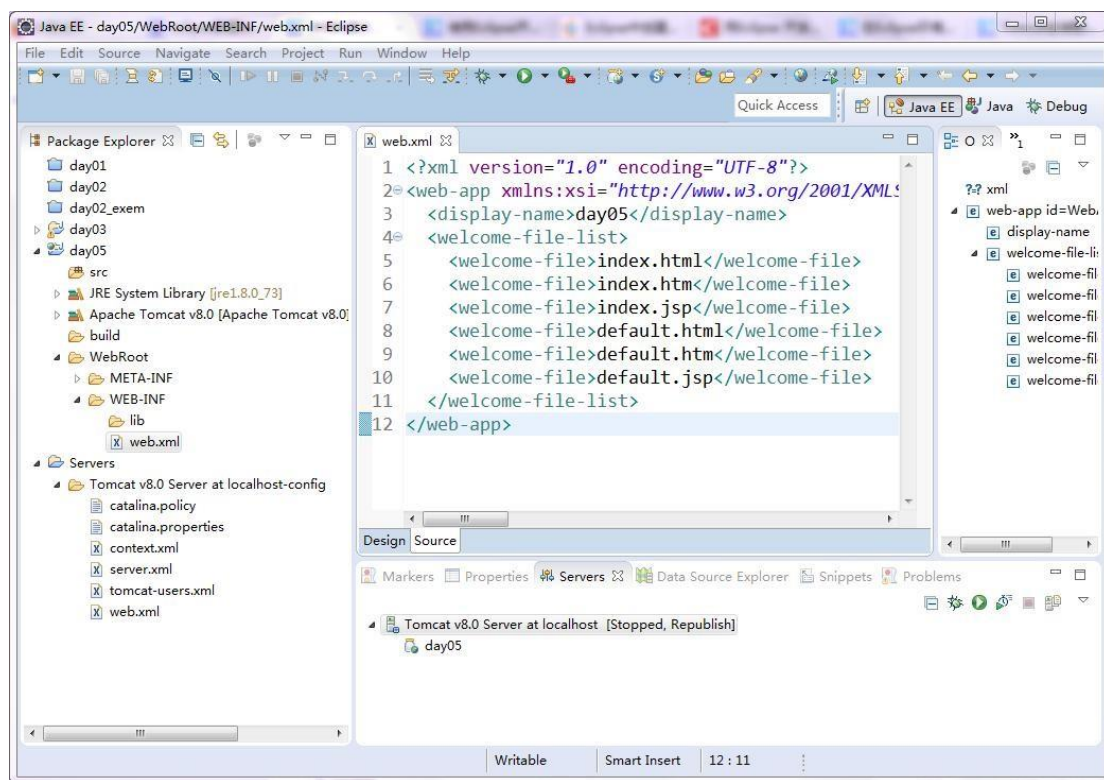 Java EE - day05/WebRoot/WEB-INF/web.xml - Eclipse
File Edit Source Navigate Search Project Run Window Help
Quick Access Java EE Java Debug
Package Explorer
day01
day02
day02_exem
day03
day05
src
JRE System Library [jre1.8.0_73]
Apache Tomcat v8.0 [Apache Tomcat v8.0]
build
WebRoot
META-INF
WEB-INF
lib
web.xml
Servers
Tomcat v8.0 Server at localhost-config
catalina.policy
catalina.properties
context.xml
server.xml
tomcat-users.xml
web.xml
web.xml
1 <?xml version="1.0" encoding="UTF-8"?>
2 <web-app xmlns:xsi="http://www.w3.org/2001/XMLS
3 <display-name>day05</display-name>
4 <welcome-file-list>
5 <welcome-file>index.html</welcome-file>
6 <welcome-file>index.htm</welcome-file>
7 <welcome-file>index.jsp</welcome-file>
8 <welcome-file>default.html</welcome-file>
9 <welcome-file>default.htm</welcome-file>
10 <welcome-file>default.jsp</welcome-file>
11 </welcome-file-list>
12 </web-app>
Design Source
O »1
?=? xml
e web-app id=Web
e display-name
e welcome-file-li
e welcome-fil
e welcome-fil
e welcome-fil
e welcome-fil
e welcome-fil
e welcome-fil
Markers Properties Servers Data Source Explorer Snippets Problems
Tomcat v8.0 Server at localhost [Stopped, Republish]
day05
Writable Smart Insert 12 : 11